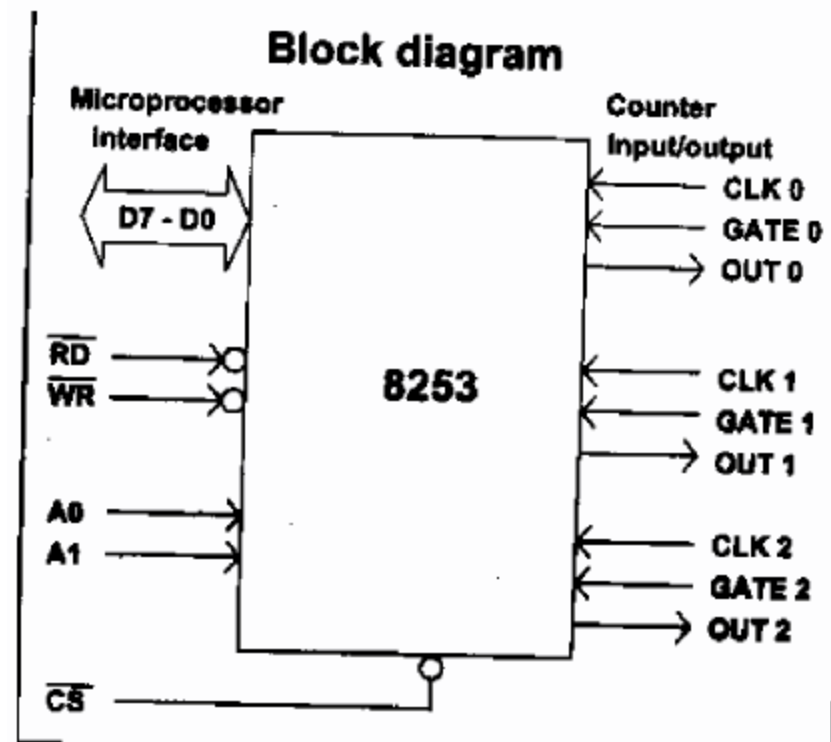 Block diagram
Microprocessor
interface
D7 - D0
RD
WR
A0
A1
CS
8253
Counter
Input/output
CLK 0
GATE 0
OUT 0
CLK 1
GATE 1
OUT 1
CLK 2
GATE 2
OUT 2